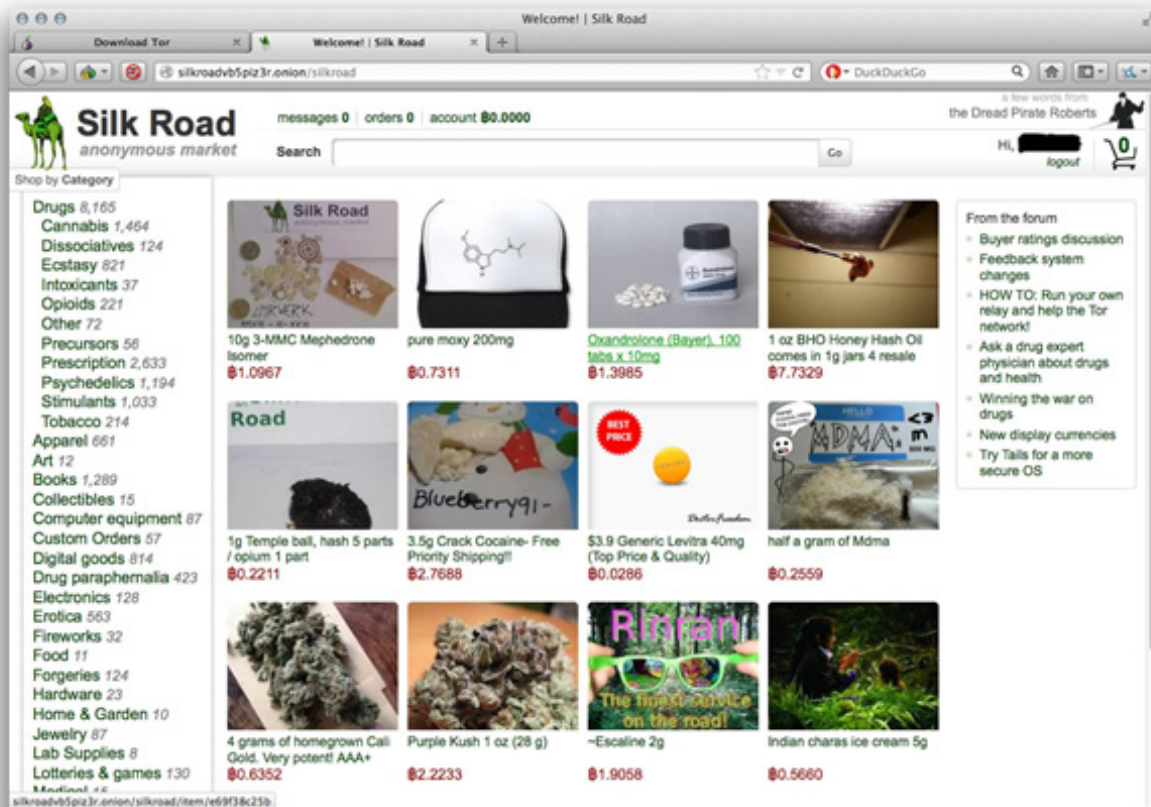 Welcome! | Silk Road
Download Tor
Welcome! | Silk Road
silkroadvb5piz3r.onion/silkroad
DuckDuckGo
Silk Road
anonymous market
messages 0 | orders 0 | account ฿0.0000
a few words from
the Dread Pirate Roberts
Search
Go
Hi,
logout
0
Shop by Category
Drugs 8,165
Cannabis 1,464
Dissociatives 124
Ecstasy 821
Intoxicants 37
Opioids 221
Other 72
Precursors 56
Prescription 2,633
Psychedelics 1,194
Stimulants 1,033
Tobacco 214
Apparel 661
Art 12
Books 1,289
Collectibles 15
Computer equipment 87
Custom Orders 57
Digital goods 814
Drug paraphernalia 423
Electronics 128
Erotica 563
Fireworks 32
Food 11
Forgeries 124
Hardware 23
Home & Garden 10
Jewelry 87
Lab Supplies 8
Lotteries & games 130
Medical 15
Silk Road
anonymous market
10g 3-MMC Mephedrone
Isomer
฿1.0967
pure moxy 200mg
฿0.7311
Oxandrolone (Bayer), 100
tabs x 10mg
฿1.3985
1 oz BHO Honey Hash Oil
comes in 1g jars 4 resale
฿7.7329
Road
1g Temple ball, hash 5 parts
/ opium 1 part
฿0.2211
Blueberry91-
3.5g Crack Cocaine- Free
Priority Shipping!!
฿2.7688
BEST
PRICE
$3.9 Generic Levitra 40mg
(Top Price & Quality)
฿0.0286
HELLO
MDMA
<3
m
500 MG
half a gram of Mdma
฿0.2559
4 grams of homegrown Cali
Gold. Very potent! AAA+
฿0.6352
Purple Kush 1 oz (28 g)
฿2.2233
Rinran
The finest service
on the road!
~Escaline 2g
฿1.9058
Indian charas ice cream 5g
฿0.5660
From the forum
Buyer ratings discussion
Feedback system
changes
HOW TO: Run your own
relay and help the Tor
network!
Ask a drug expert
physician about drugs
and health
Winning the war on
drugs
New display currencies
Try Tails for a more
secure OS
silkroadvb5piz3r.onion/silkroad/item/e69f38c25b